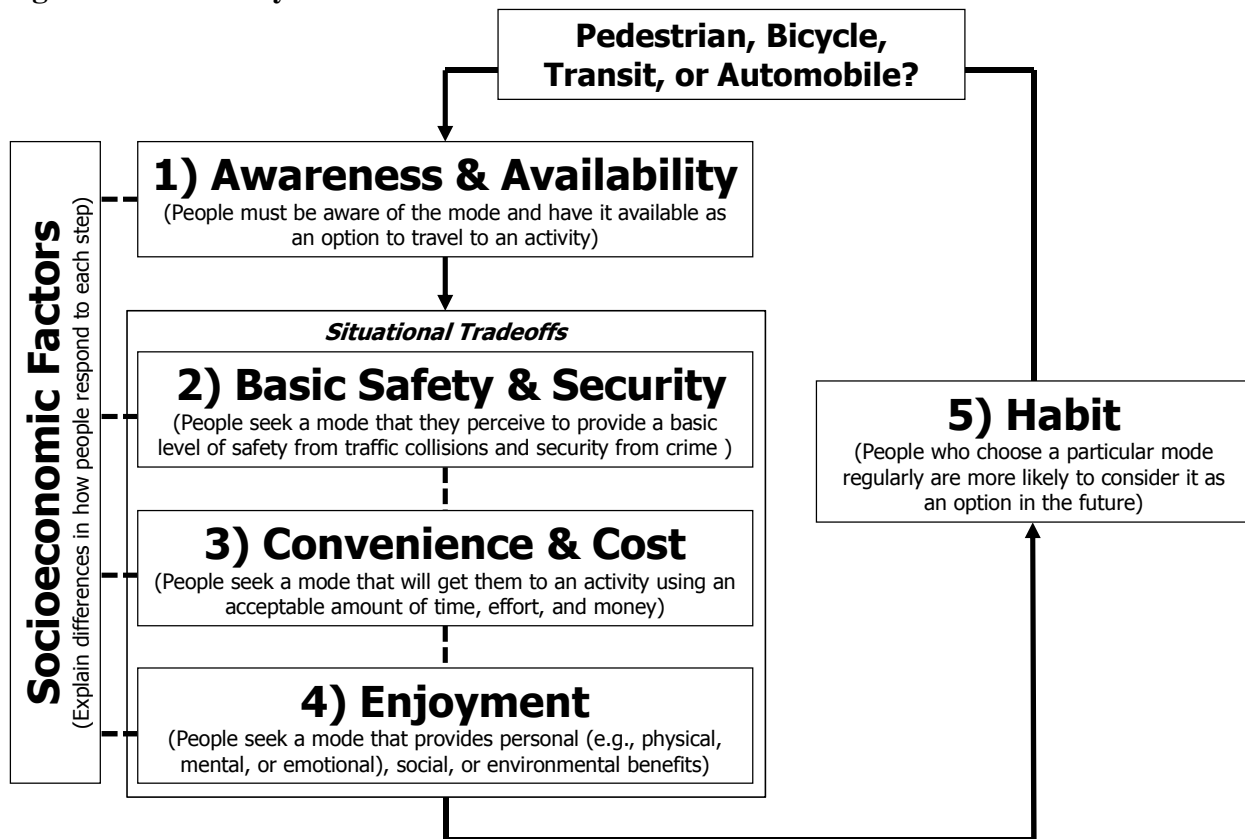 Pedestrian, Bicycle,
Transit, or Automobile?
1) Awareness & Availability
(People must be aware of the mode and have it available as
an option to travel to an activity)
Socioeconomic Factors
(Explain differences in how people respond to each step)
Situational Tradeoffs
2) Basic Safety & Security
(People seek a mode that they perceive to provide a basic
level of safety from traffic collisions and security from crime )
3) Convenience & Cost
(People seek a mode that will get them to an activity using an
acceptable amount of time, effort, and money)
4) Enjoyment
(People seek a mode that provides personal (e.g., physical,
mental, or emotional), social, or environmental benefits)
5) Habit
(People who choose a particular mode
regularly are more likely to consider it as
an option in the future)